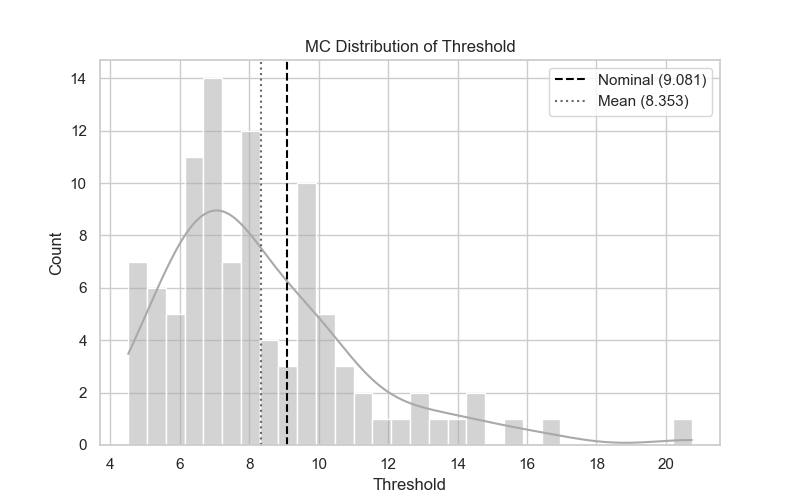 MC Distribution of Threshold
Nominal (9.081)
Mean (8.353)
Count
14
12
10
8
6
4
2
0
4 6 8 10 12 14 16 18 20
Threshold